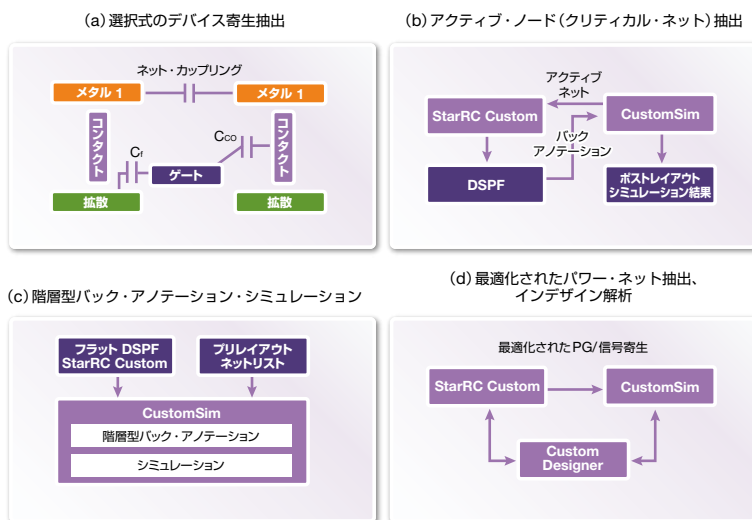 (a)選択式のデバイス寄生抽出
ネット・カップリング
メタル 1
メタル 1
コンタクト
コンタクト
Cf
CCO
ゲート
拡散
拡散
(b)アクティブ・ノード(クリティカル・ネット)抽出
アクティブ
ネット
StarRC Custom
CustomSim
バック
アノテーション
DSPF
ポストレイアウト
シミュレーション結果
(c)階層型バック・アノテーション・シミュレーション
フラット DSPF
StarRC Custom
プリレイアウト
ネットリスト
CustomSim
階層型バック・アノテーション
シミュレーション
(d)最適化されたパワー・ネット抽出、
インデザイン解析
最適化されたPG/信号寄生
StarRC Custom
CustomSim
Custom
Designer